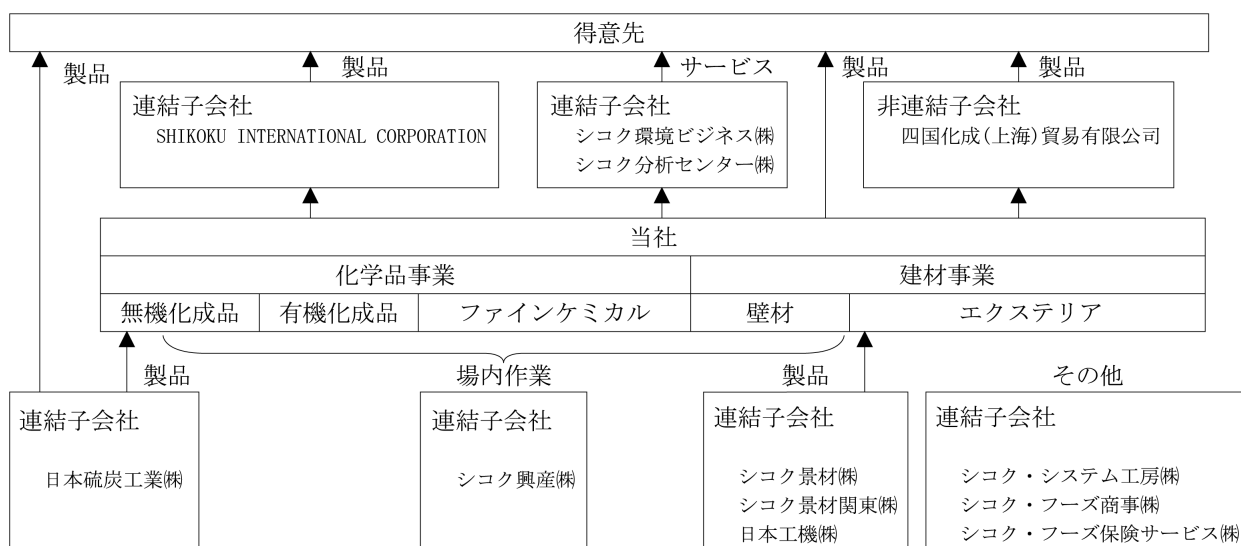 得意先
製品
製品
サービス
製品
製品
連結子会社
SHIKOKU INTERNATIONAL CORPORATION
連結子会社
シコク環境ビジネス㈱
シコク分析センター㈱
非連結子会社
四国化成(上海)貿易有限公司
当社
化学品事業
建材事業
無機化成品
有機化成品
ファインケミカル
壁材
エクステリア
製品
場内作業
製品
その他
連結子会社
日本硫炭工業㈱
連結子会社
シコク興産㈱
連結子会社
シコク景材㈱
シコク景材関東㈱
日本工機㈱
連結子会社
シコク・システム工房㈱
シコク・フーズ商事㈱
シコク・フーズ保険サービス㈱